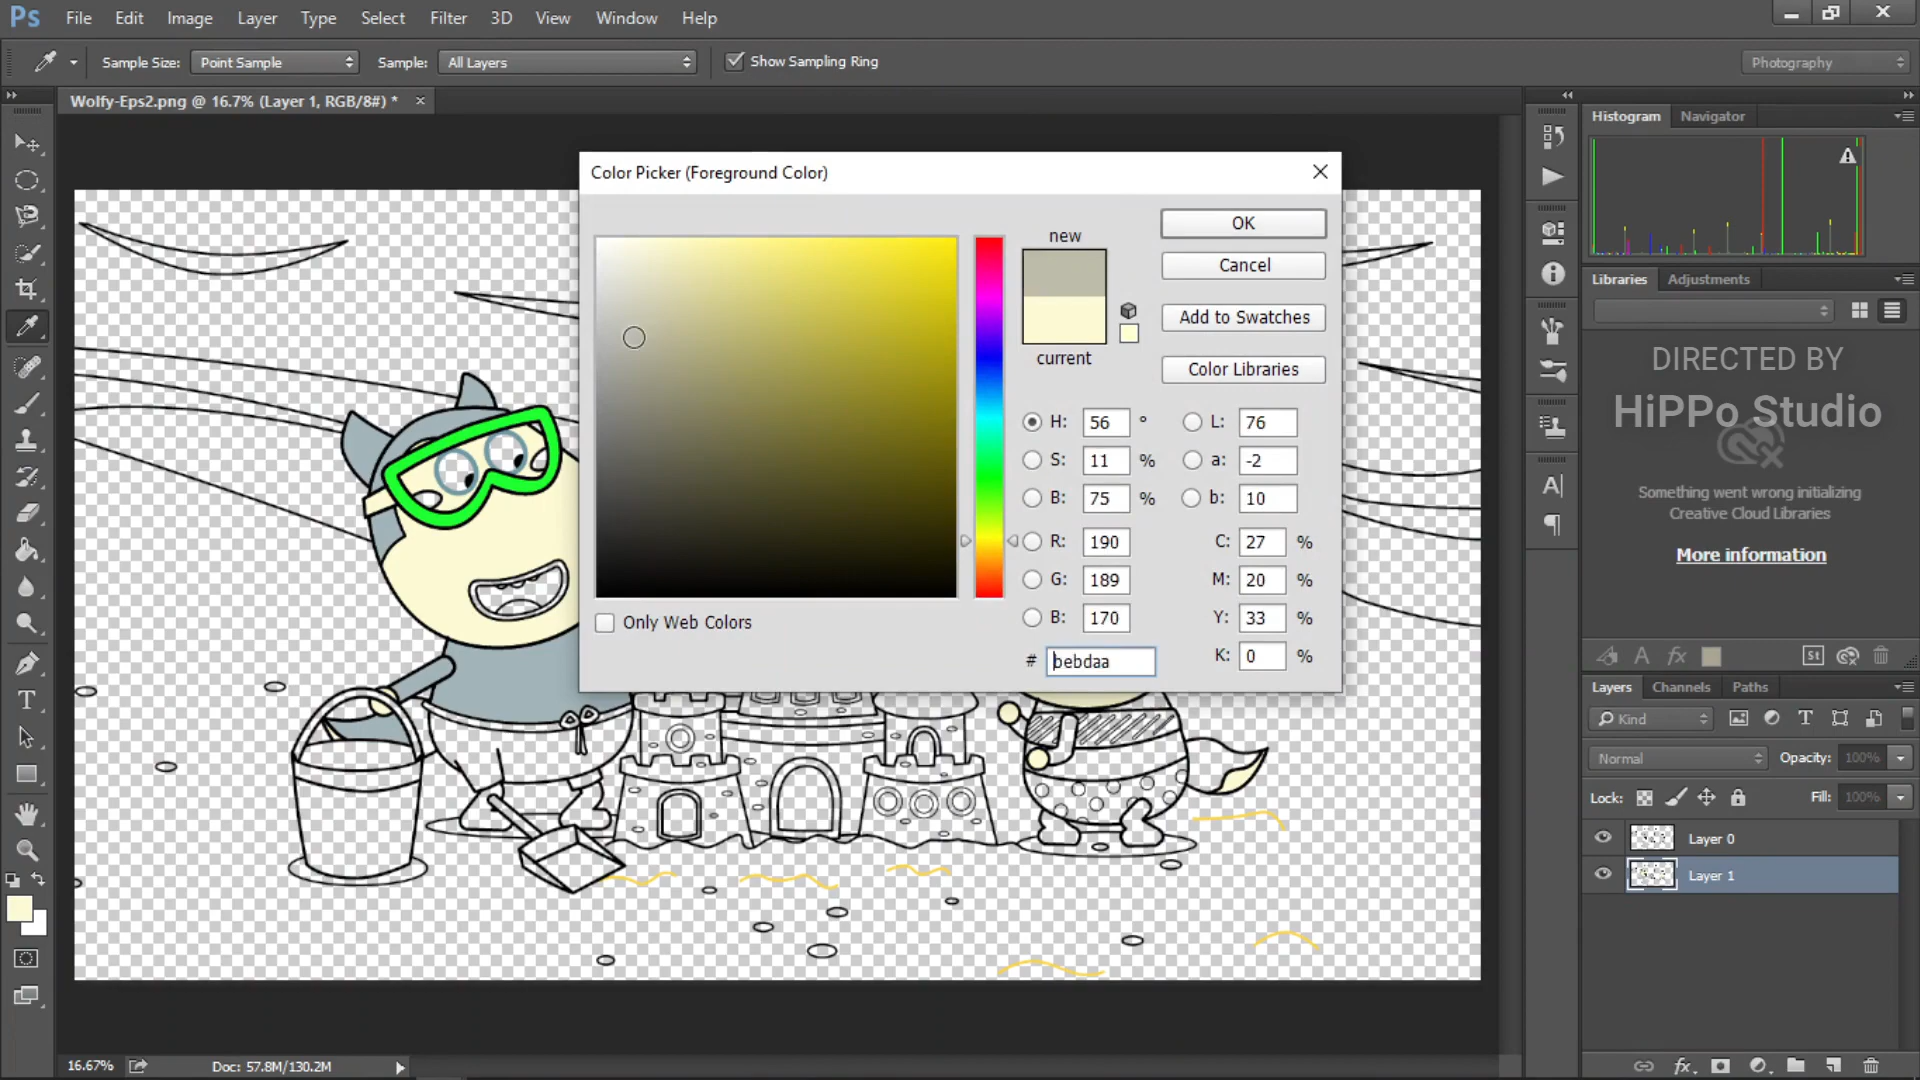 Ps File Edit Image Layer Type Select Filter 3D View Window Help
Sample Size: Point Sample Sample: All Layers Show Sampling Ring Photography
Wolfy-Eps2.png @ 16.7% (Layer 1, RGB/8#) * ×
Histogram Navigator
Color Picker (Foreground Color)
new
current
OK
Cancel
Add to Swatches
Color Libraries
H: 56 ° L: 76
S: 11 % a: -2
B: 75 % b: 10
R: 190 C: 27 %
G: 189 M: 20 %
B: 170 Y: 33 %
# bebdaa K: 0 %
Only Web Colors
Libraries Adjustments
DIRECTED BY
HiPPo Studio
Something went wrong initializing
Creative Cloud Libraries
More information
St
Layers Channels Paths
Kind
Normal Opacity: 100%
Lock: Fill: 100%
Layer 0
Layer 1
16.67% Doc: 57.8M/130.2M